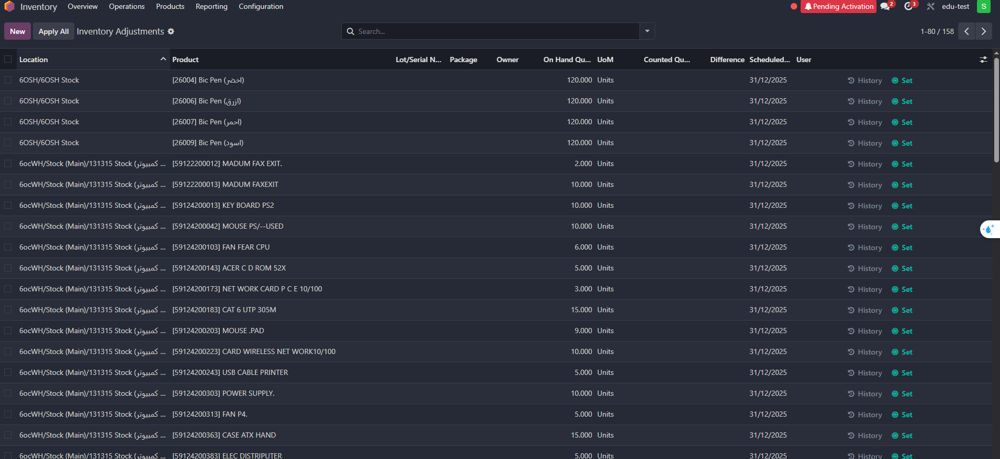 Inventory Overview Operations Products Reporting Configuration Pending Activation 2 3 edu-test S
New Apply All Inventory Adjustments Search... 1-80 / 158
Location Product Lot/Serial N... Package Owner On Hand Qu... UoM Counted Qu... Difference Scheduled... User
6OSH/6OSH Stock [26004] Bic Pen (اخضر) 120.000 Units 31/12/2025 History Set
6OSH/6OSH Stock [26006] Bic Pen (ازرق) 120.000 Units 31/12/2025 History Set
6OSH/6OSH Stock [26007] Bic Pen (احمر) 120.000 Units 31/12/2025 History Set
6OSH/6OSH Stock [26009] Bic Pen (اسود) 120.000 Units 31/12/2025 History Set
6ocWH/Stock (Main)/131315 Stock (كمبيوتر ... [59122200012] MADUM FAX EXIT. 2.000 Units 31/12/2025 History Set
6ocWH/Stock (Main)/131315 Stock (كمبيوتر ... [59122200013] MADUM FAXEXIT 10.000 Units 31/12/2025 History Set
6ocWH/Stock (Main)/131315 Stock (كمبيوتر ... [59124200013] KEY BOARD PS2 10.000 Units 31/12/2025 History Set
6ocWH/Stock (Main)/131315 Stock (كمبيوتر ... [59124200042] MOUSE PS/--USED 10.000 Units 31/12/2025 History Set
6ocWH/Stock (Main)/131315 Stock (كمبيوتر ... [59124200103] FAN FEAR CPU 6.000 Units 31/12/2025 History Set
6ocWH/Stock (Main)/131315 Stock (كمبيوتر ... [59124200143] ACER C D ROM 52X 5.000 Units 31/12/2025 History Set
6ocWH/Stock (Main)/131315 Stock (كمبيوتر ... [59124200173] NET WORK CARD P C E 10/100 3.000 Units 31/12/2025 History Set
6ocWH/Stock (Main)/131315 Stock (كمبيوتر ... [59124200183] CAT 6 UTP 305M 15.000 Units 31/12/2025 History Set
6ocWH/Stock (Main)/131315 Stock (كمبيوتر ... [59124200203] MOUSE .PAD 9.000 Units 31/12/2025 History Set
6ocWH/Stock (Main)/131315 Stock (كمبيوتر ... [59124200223] CARD WIRELESS NET WORK10/100 10.000 Units 31/12/2025 History Set
6ocWH/Stock (Main)/131315 Stock (كمبيوتر ... [59124200243] USB CABLE PRINTER 5.000 Units 31/12/2025 History Set
6ocWH/Stock (Main)/131315 Stock (كمبيوتر ... [59124200303] POWER SUPPLY. 10.000 Units 31/12/2025 History Set
6ocWH/Stock (Main)/131315 Stock (كمبيوتر ... [59124200313] FAN P4. 5.000 Units 31/12/2025 History Set
6ocWH/Stock (Main)/131315 Stock (كمبيوتر ... [59124200363] CASE ATX HAND 15.000 Units 31/12/2025 History Set
6ocWH/Stock (Main)/131315 Stock (كمبيوتر ... [59124200383] ELEC DISTRIPUTER 5.000 Units 31/12/2025 History Set